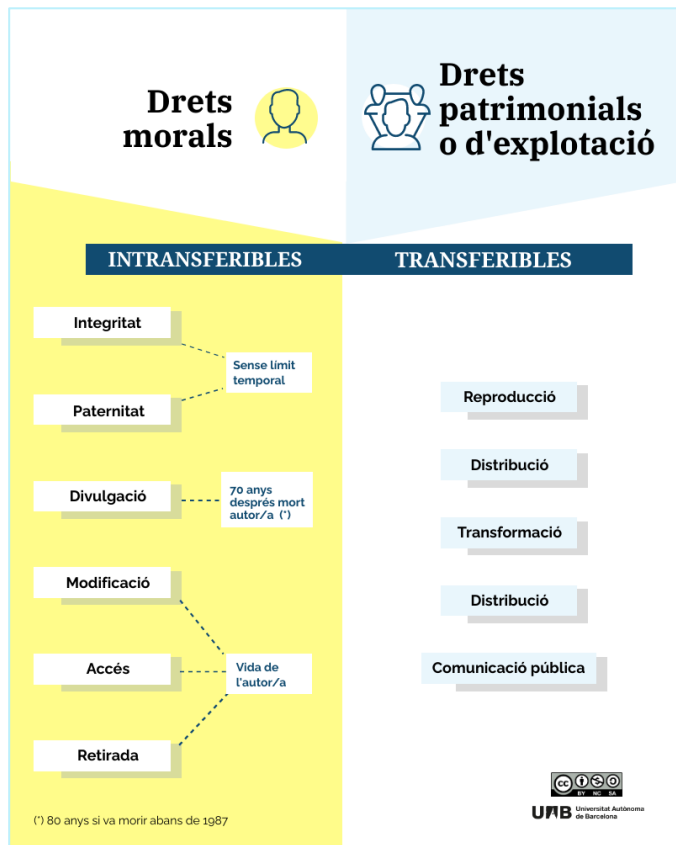 Drets
morals
Drets
patrimonials
o d'explotació
INTRANSFERIBLES
TRANSFERIBLES
Integritat
Sense límit
temporal
Paternitat
Divulgació
70 anys
després mort
autor/a (*)
Modificació
Accés
Vida de
l'autor/a
Retirada
(*) 80 anys si va morir abans de 1987
Reproducció
Distribució
Transformació
Distribució
Comunicació pública
cc
BY NC SA
UAB
Universitat Autònoma
de Barcelona